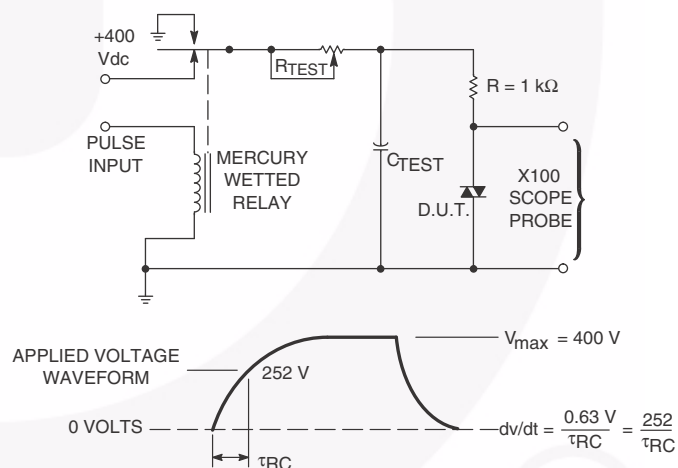 +400
Vdc
RTEST
R = 1 kΩ
PULSE
INPUT
MERCURY
WETTED
RELAY
CTEST
X100
SCOPE
PROBE
D.U.T.
Vmax = 400 V
APPLIED VOLTAGE
WAVEFORM
252 V
0 VOLTS
dv/dt = 0.63 V / τRC = 252 / τRC
τRC